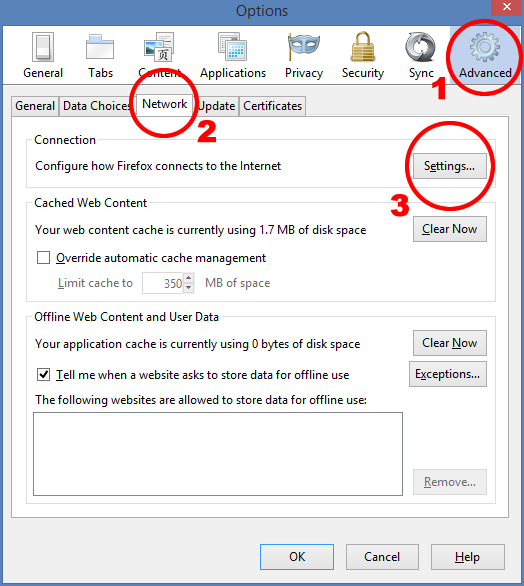 Options
General Tabs Content Applications Privacy Security Sync Advanced
1
General Data Choices Network Update Certificates
2
Connection
Configure how Firefox connects to the Internet Settings...
3
Cached Web Content
Your web content cache is currently using 1.7 MB of disk space Clear Now
Override automatic cache management
Limit cache to 350 MB of space
Offline Web Content and User Data
Your application cache is currently using 0 bytes of disk space Clear Now
Tell me when a website asks to store data for offline use Exceptions...
The following websites are allowed to store data for offline use:
Remove...
OK Cancel Help